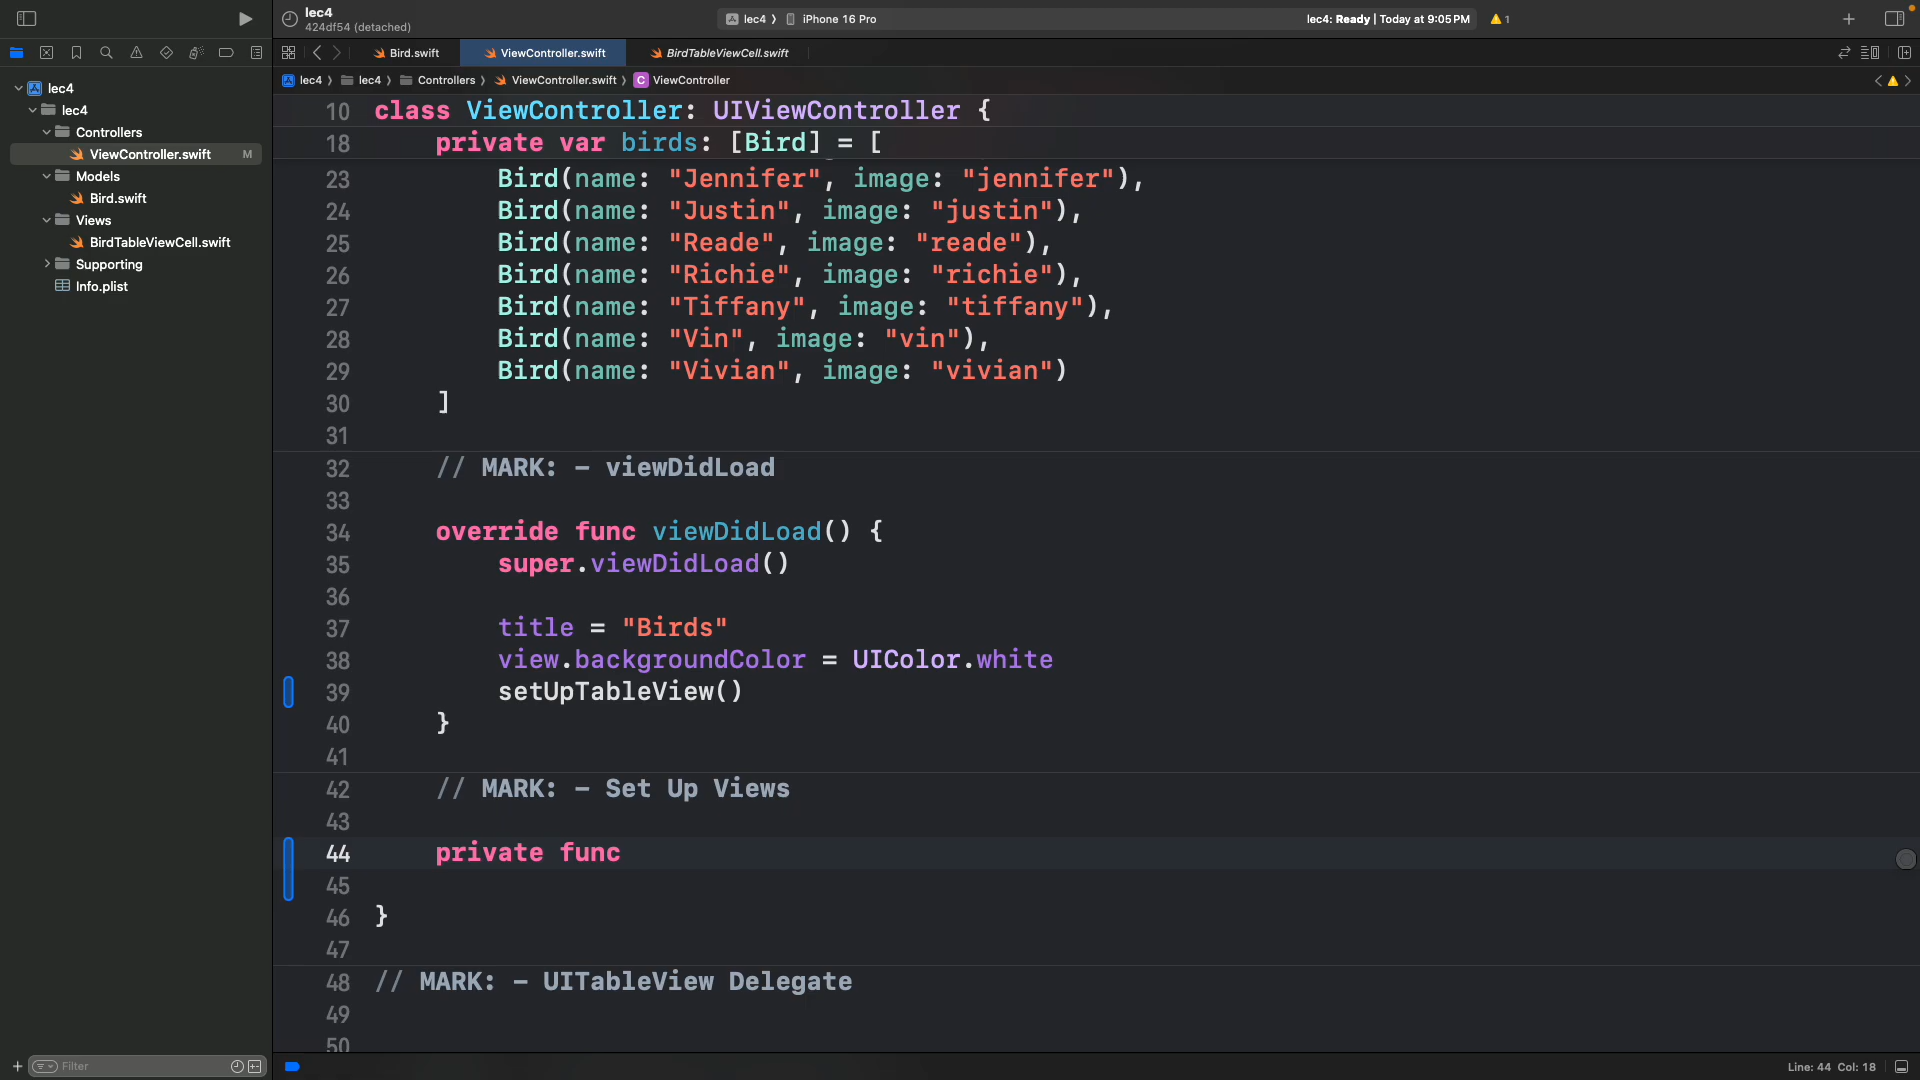 lec4
424df54 (detached)
lec4 › iPhone 16 Pro
lec4: Ready | Today at 9:05 PM
1
Bird.swift
ViewController.swift
BirdTableViewCell.swift
lec4 › lec4 › Controllers › ViewController.swift › C ViewController
lec4
lec4
Controllers
ViewController.swift M
Models
Bird.swift
Views
BirdTableViewCell.swift
Supporting
Info.plist
10 class ViewController: UIViewController {
18 private var birds: [Bird] = [
23 Bird(name: "Jennifer", image: "jennifer"),
24 Bird(name: "Justin", image: "justin"),
25 Bird(name: "Reade", image: "reade"),
26 Bird(name: "Richie", image: "richie"),
27 Bird(name: "Tiffany", image: "tiffany"),
28 Bird(name: "Vin", image: "vin"),
29 Bird(name: "Vivian", image: "vivian")
30 ]
31
32 // MARK: - viewDidLoad
33
34 override func viewDidLoad() {
35 super.viewDidLoad()
36
37 title = "Birds"
38 view.backgroundColor = UIColor.white
39 setUpTableView()
40 }
41
42 // MARK: - Set Up Views
43
44 private func
45
46 }
47
48 // MARK: - UITableView Delegate
49
50
Filter
Line: 44 Col: 18